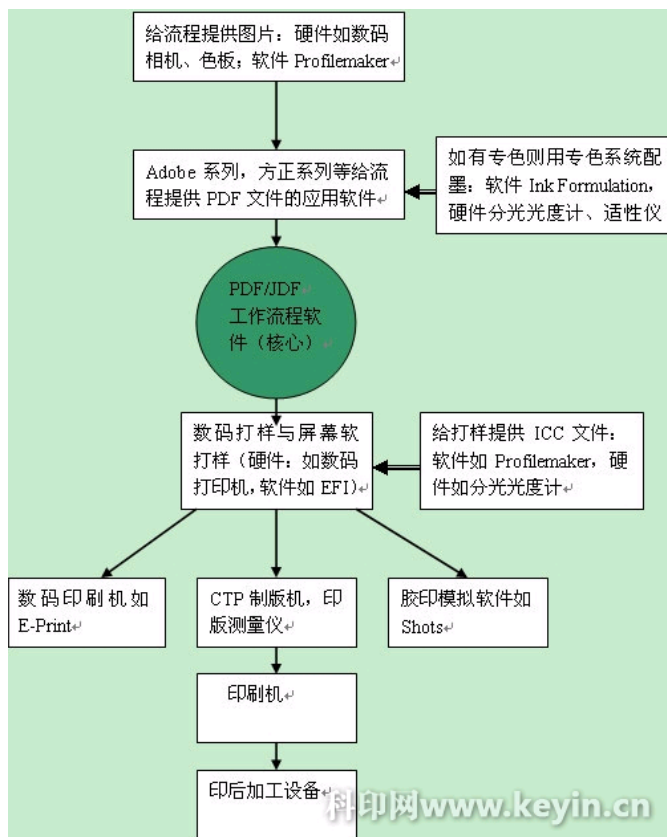 给流程提供图片：硬件如数码
相机、色板；软件 Profilemaker
Adobe 系列，方正系列等给流
程提供 PDF 文件的应用软件
如有专色则用专色系统配
墨：软件 Ink Formulation，
硬件分光光度计、适性仪
PDF/JDF
工作流程软
件（核心）
数码打样与屏幕软
打样（硬件：如数码
打印机，软件如 EFI）
给打样提供 ICC 文件：
软件如 Profilemaker，硬
件如分光光度计
数码印刷机如
E-Print
CTP 制版机，印
版测量仪
胶印模拟软件如
Shots
印刷机
印后加工设备
科印网www.keyin.cn